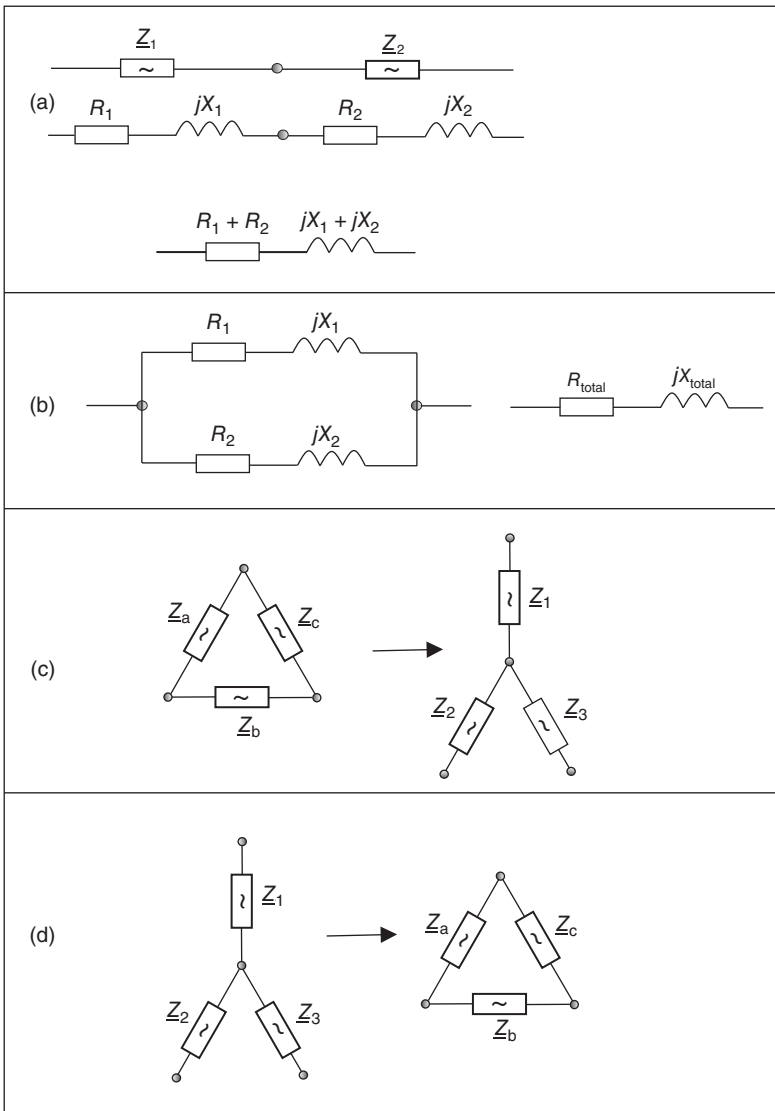 Z1 Z2
~ ~
(a)
R1 jX1 R2 jX2
R1 + R2 jX1 + jX2
(b)
R1 jX1
R2 jX2
Rtotal jXtotal
(c)
Za Zc
~ ~
~
Zb
Z1
~
Z2 Z3
~ ~
(d)
Z1
~
Z2 Z3
~ ~
Za Zc
~ ~
~
Zb